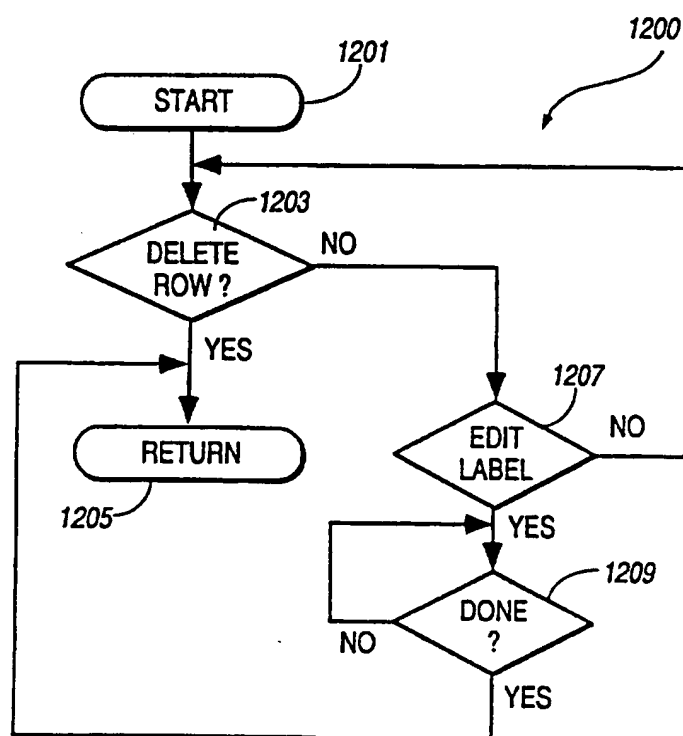 1200
1201
START
1203
DELETE
ROW ?
NO
YES
1207
RETURN
EDIT
LABEL
NO
1205
YES
1209
DONE
?
NO
YES